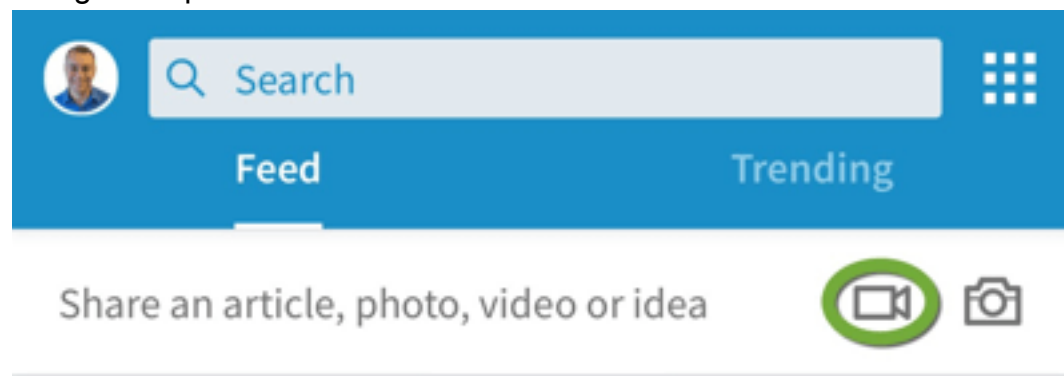 Search
Feed Trending
Share an article, photo, video or idea